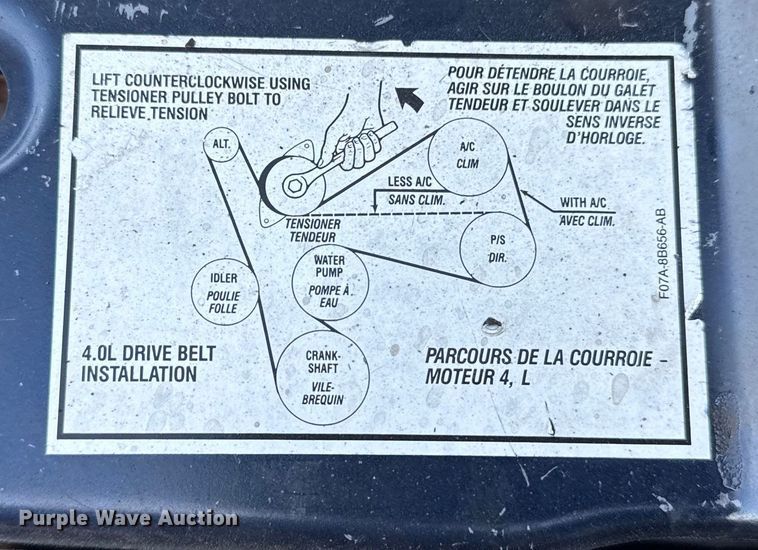 LIFT COUNTERCLOCKWISE USING
TENSIONER PULLEY BOLT TO
RELIEVE TENSION
POUR DÉTENDRE LA COURROIE,
AGIR SUR LE BOULON DU GALET
TENDEUR ET SOULEVER DANS LE
SENS INVERSE
D'HORLOGE.
ALT.
A/C
CLIM
LESS A/C
SANS CLIM.
WITH A/C
AVEC CLIM.
TENSIONER
TENDEUR
P/S
DIR.
WATER
PUMP
POMPE À
EAU
IDLER
POULIE
FOLLE
F07A-8B656-AB
4.0L DRIVE BELT
INSTALLATION
CRANK-
SHAFT
VILE-
BREQUIN
PARCOURS DE LA COURROIE -
MOTEUR 4, L
Purple Wave Auction